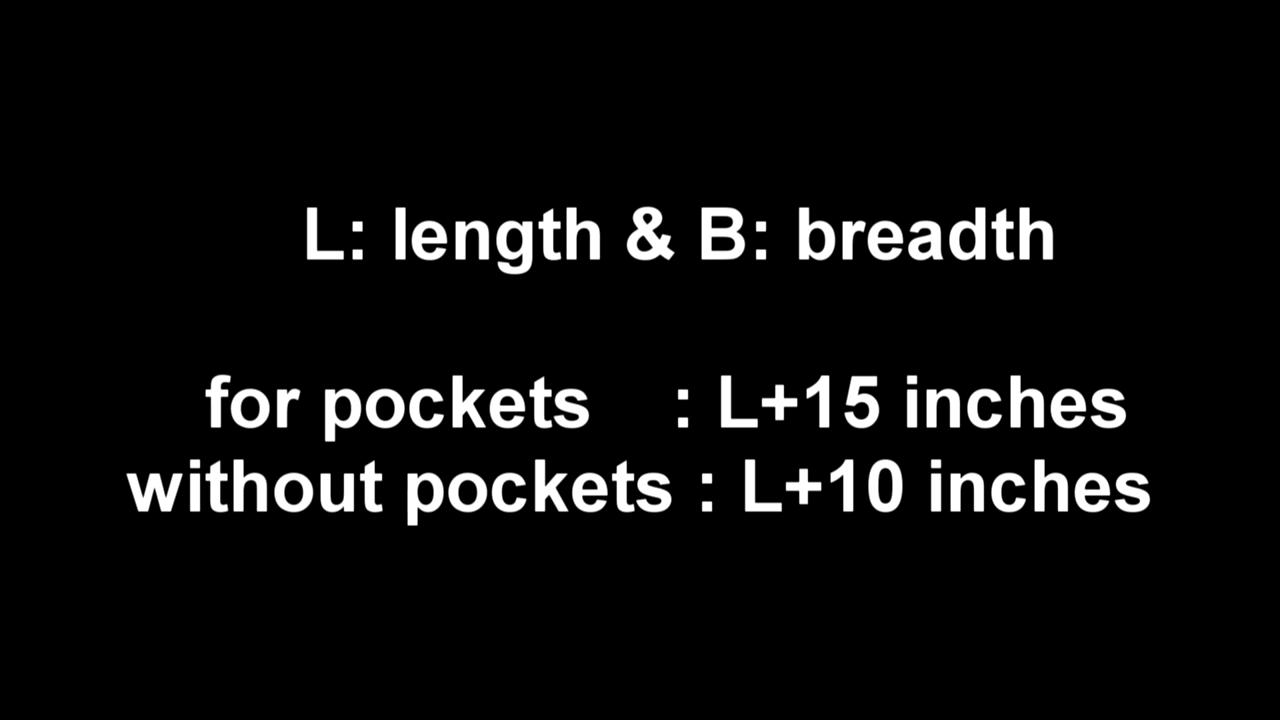 L: length & B: breadth
for pockets : L+15 inches
without pockets : L+10 inches